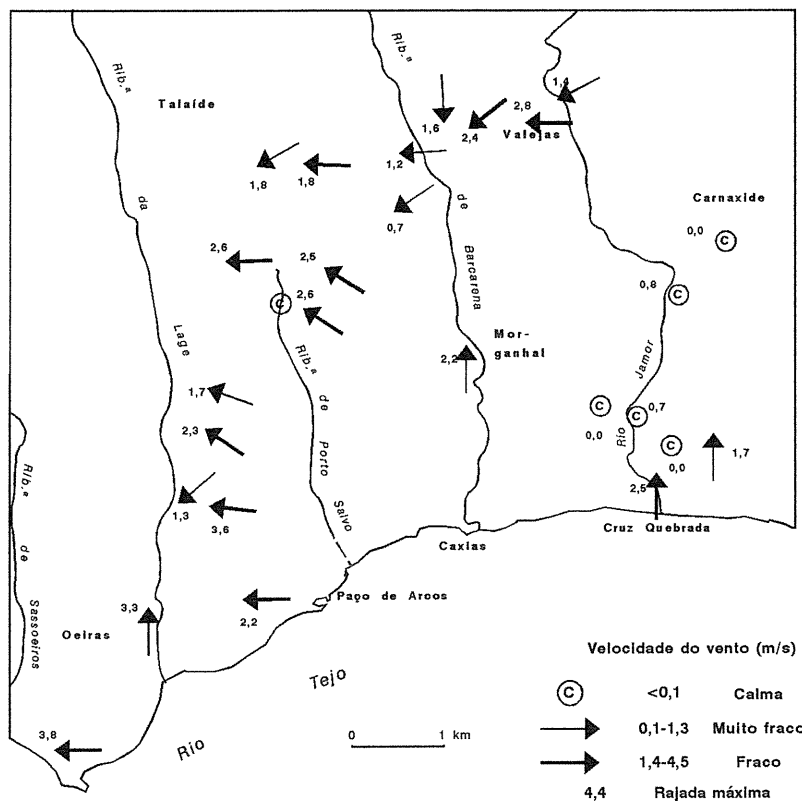 Rib.ª
da
Lage
Talaíde
Rib.ª
de
Barcarena
1,4
2,8
1,6
2,4
Valejas
1,2
1,8
1,8
0,7
Carnaxide
0,0
C
2,6
2,5
2,6
C
0,8
C
Rib.ª
de
Porto
Salvo
Mor-
ganhal
2,2
Jamor
Rio
1,7
2,3
1,3
3,6
C
0,0
C
0,7
C
0,0
1,7
2,5
Rib.ª
de
Sassoeiros
Caxias
Cruz Quebrada
3,3
Oeiras
2,2
Paço de Arcos
3,8
Rio
Tejo
0
1 km
Velocidade do vento (m/s)
C <0,1 Calma
0,1-1,3 Muito fraco
1,4-4,5 Fraco
4,4 Rajada máxima